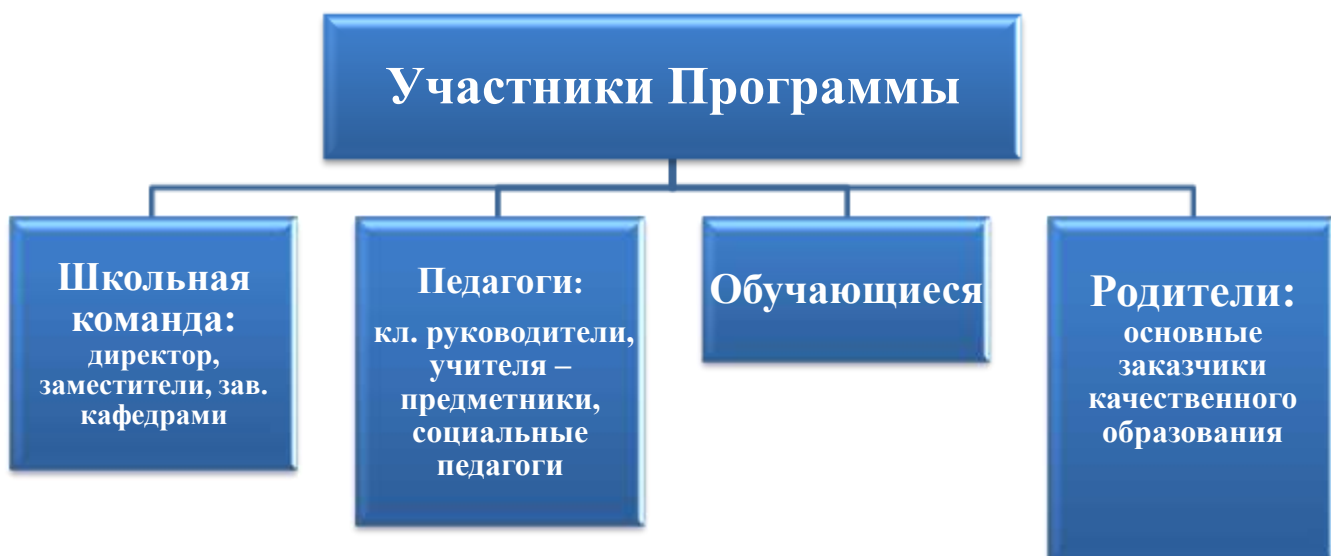 Участники Программы
Школьная
команда:
директор,
заместители, зав.
кафедрами
Педагоги:
кл. руководители,
учителя –
предметники,
социальные
педагоги
Обучающиеся
Родители:
основные
заказчики
качественного
образования